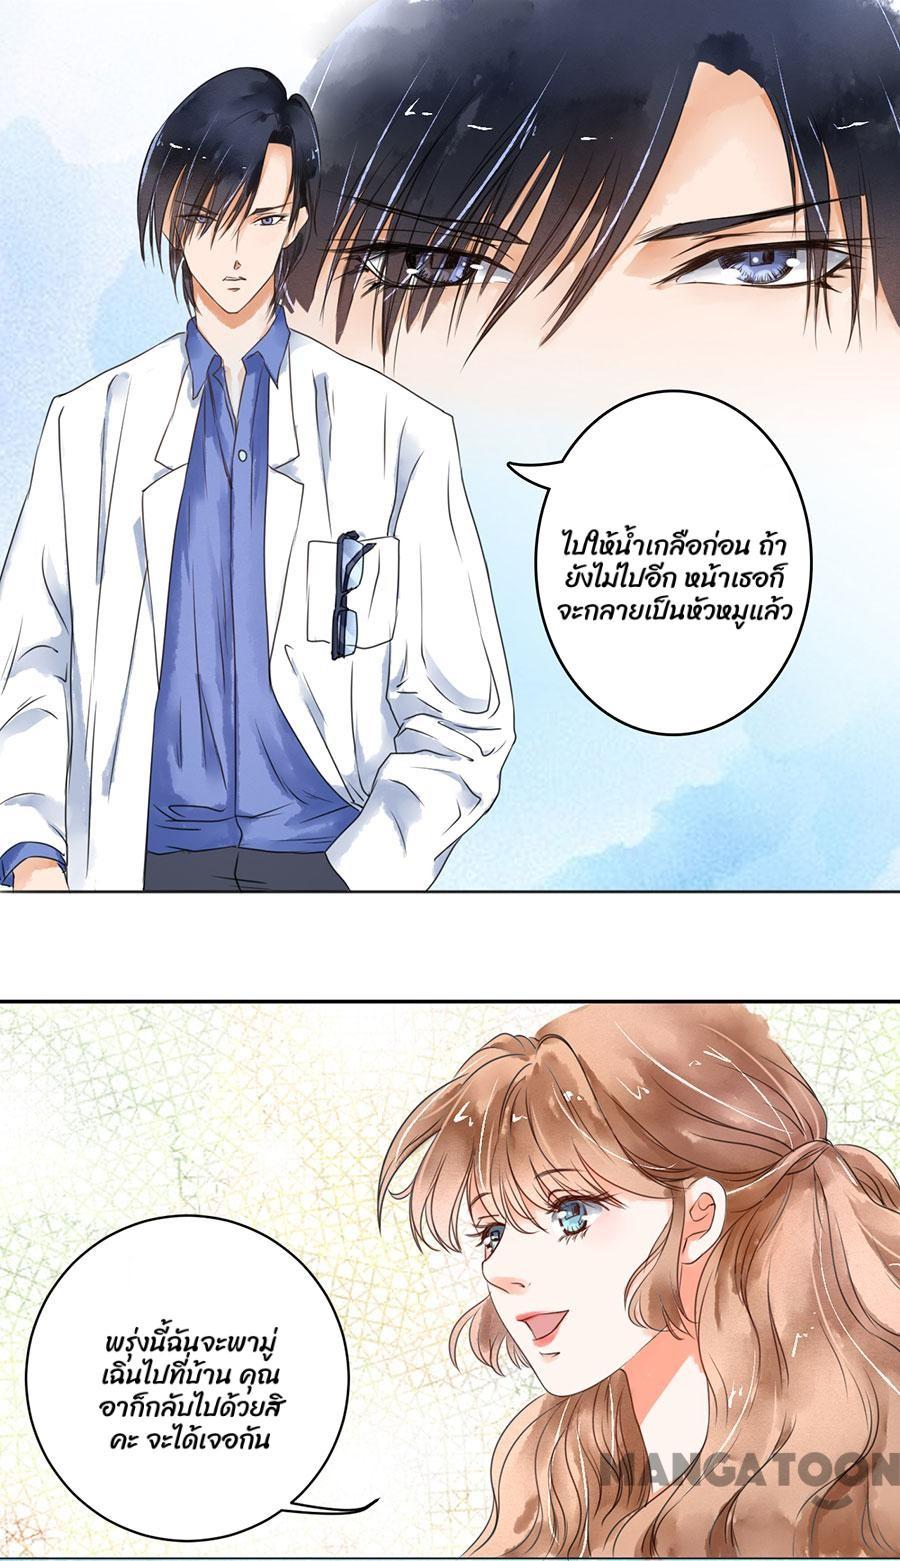 ไปให้น้ำเกลือก่อน ถ้า
ยังไม่ไปอีก หน้าเธอก็
จะกลายเป็นหัวหมูแล้ว
พรุ่งนี้ฉันจะพามู่
เฉินไปที่บ้าน คุณ
อาก็กลับไปด้วยสิ
คะ จะได้เจอกัน
MANGATOON